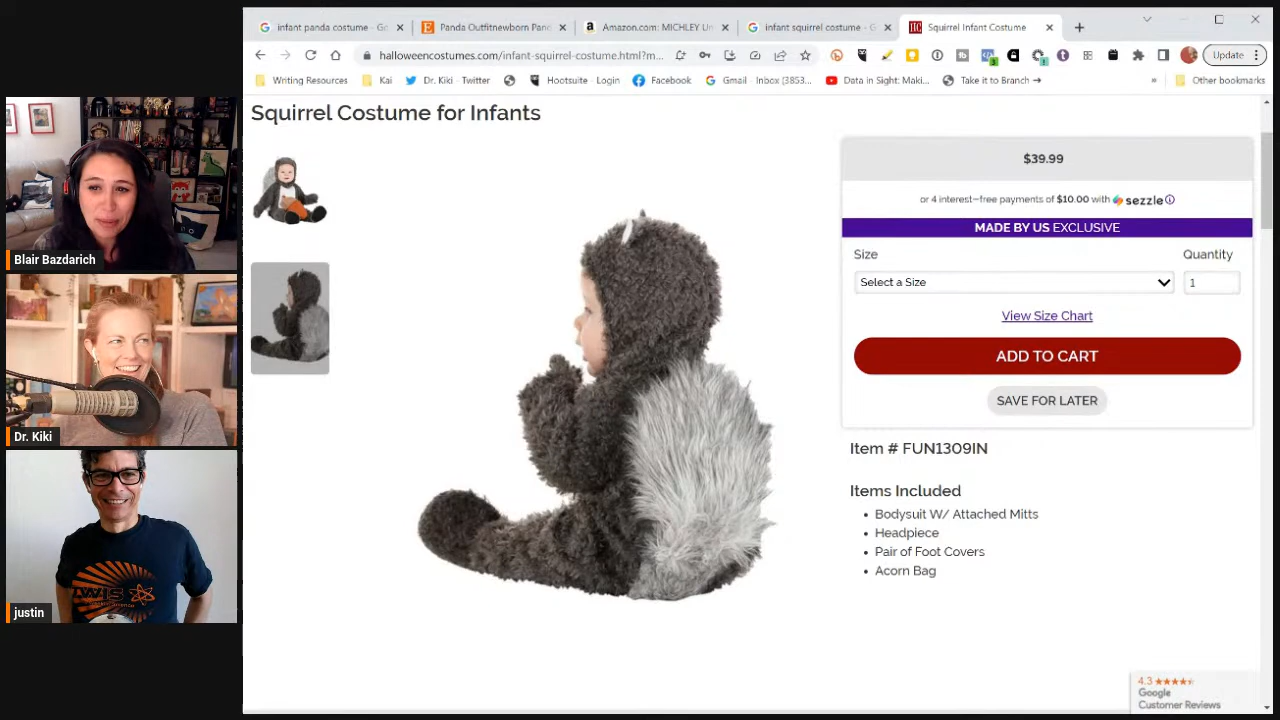 infant panda costume - Go
Panda Outfitnewborn Pand
Amazon.com: MICHLEY Un
infant squirrel costume - G
Squirrel Infant Costume
halloweencostumes.com/infant-squirrel-costume.html?m...
Update
Writing Resources
Kai
Dr. Kiki - Twitter
Hootsuite - Login
Facebook
Gmail - Inbox (3853...
Data in Sight: Maki...
Take it to Branch →
»
Other bookmarks
Squirrel Costume for Infants
$39.99
or 4 interest-free payments of $10.00 with sezzle
MADE BY US EXCLUSIVE
Size
Quantity
Select a Size
1
View Size Chart
ADD TO CART
SAVE FOR LATER
Item # FUN1309IN
Items Included
Bodysuit W/ Attached Mitts
Headpiece
Pair of Foot Covers
Acorn Bag
4.3
Google
Customer Reviews
Blair Bazdarich
Dr. Kiki
TWIS
justin